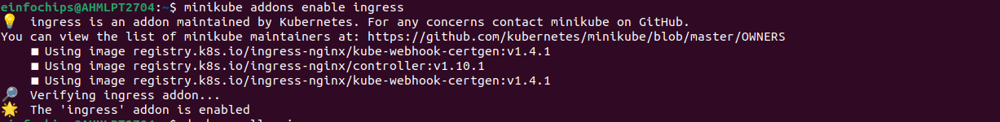 einfochips@AHMLPT2704:~$ minikube addons enable ingress
💡 ingress is an addon maintained by Kubernetes. For any concerns contact minikube on GitHub.
You can view the list of minikube maintainers at: https://github.com/kubernetes/minikube/blob/master/OWNERS
■ Using image registry.k8s.io/ingress-nginx/kube-webhook-certgen:v1.4.1
■ Using image registry.k8s.io/ingress-nginx/controller:v1.10.1
■ Using image registry.k8s.io/ingress-nginx/kube-webhook-certgen:v1.4.1
🔎 Verifying ingress addon...
🌟 The 'ingress' addon is enabled
einfochips@AHMLPT2704:~$